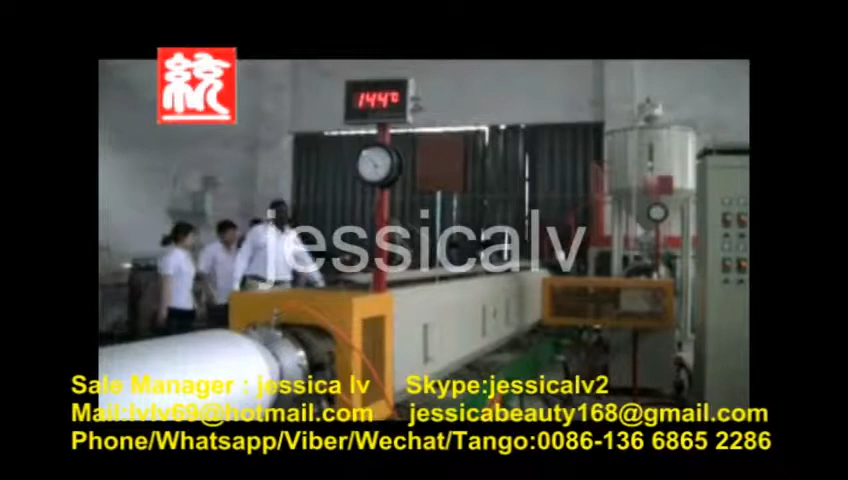 統
144℃
jessicalv
Sale Manager : jessica lv Skype:jessicalv2
Mail:lvlv69@hotmail.com jessicabeauty168@gmail.com
Phone/Whatsapp/Viber/Wechat/Tango:0086-136 6865 2286